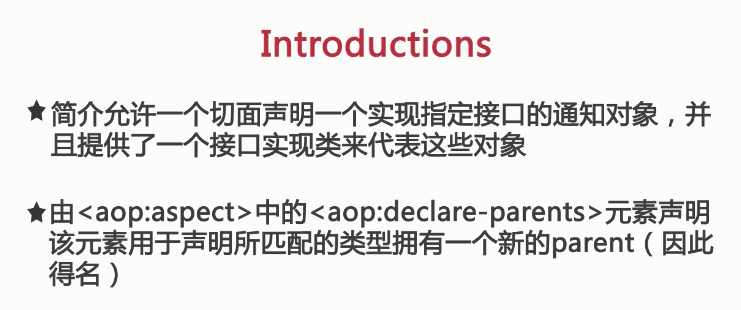 Introductions
★简介允许一个切面声明一个实现指定接口的通知对象，并
且提供了一个接口实现类来代表这些对象
★由<aop:aspect>中的<aop:declare-parents>元素声明
该元素用于声明所匹配的类型拥有一个新的parent（因此
得名）